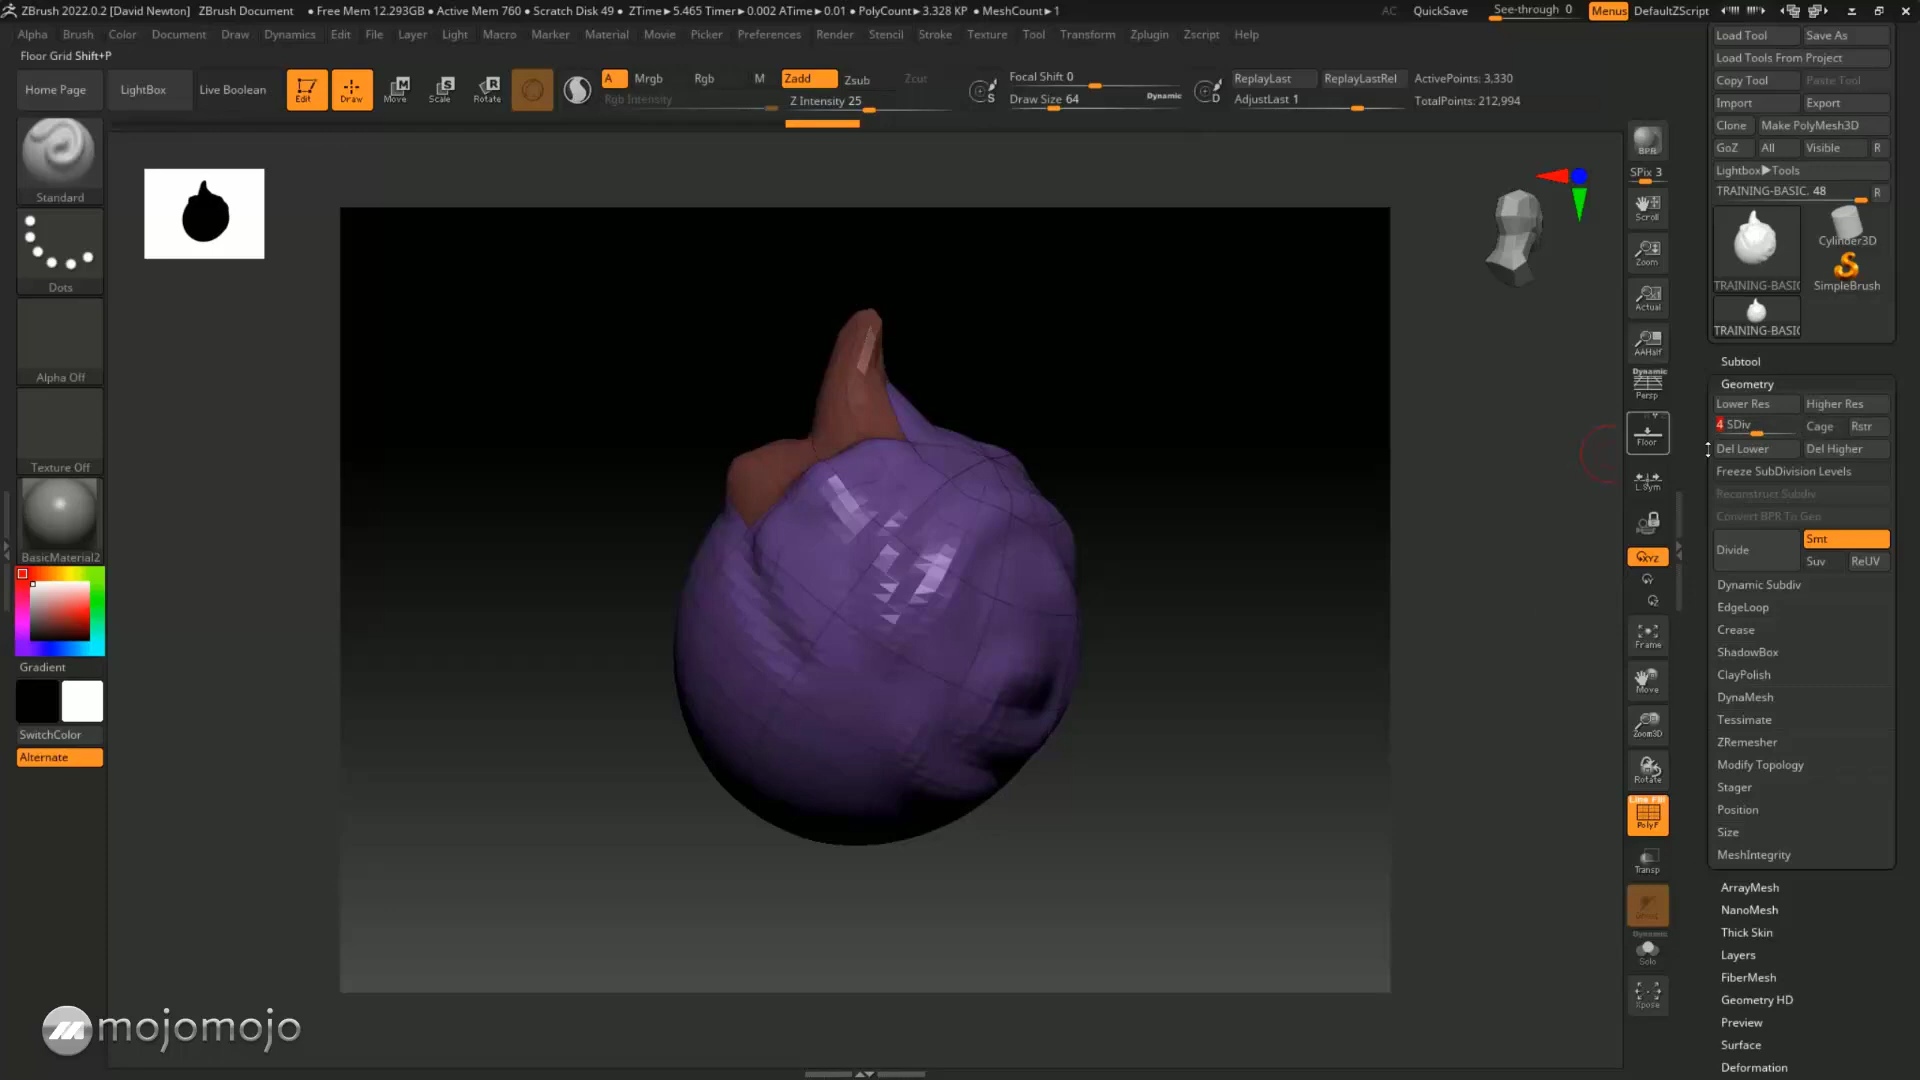 ZBrush 2022.0.2 [David Newton] ZBrush Document • Free Mem 12.293GB • Active Mem 760 • Scratch Disk 49 • ZTime►5.465 Timer►0.002 ATime►0.01 • PolyCount►3.328 KP • MeshCount►1 AC QuickSave See-through 0 Menus DefaultZScript
Alpha Brush Color Document Draw Dynamics Edit File Layer Light Macro Marker Material Movie Picker Preferences Render Stencil Stroke Texture Tool Transform Zplugin Zscript Help
Floor Grid Shift+P
Home Page LightBox Live Boolean Edit Draw Move Scale Rotate
A Mrgb Rgb M Zadd Zsub Zcut
Rgb Intensity Z Intensity 25
Focal Shift 0
Draw Size 64 Dynamic
ReplayLast ReplayLastRel ActivePoints: 3,330
AdjustLast 1 TotalPoints: 212,994
Standard
Dots
Alpha Off
Texture Off
BasicMaterial2
Gradient
SwitchColor
Alternate
mojomojo
BPR
SPix 3
Scroll
Zoom
Actual
AAHalf
Dynamic
Persp
Floor
L.Sym
XYZ
Frame
Move
Zoom3D
Rotate
Line Fill
PolyF
Transp
Dynamic
Solo
Xpose
Load Tool Save As
Load Tools From Project
Copy Tool Paste Tool
Import Export
Clone Make PolyMesh3D
GoZ All Visible R
Lightbox►Tools
TRAINING-BASIC. 48 R
Cylinder3D
TRAINING-BASIC SimpleBrush
TRAINING-BASIC
Subtool
Geometry
Lower Res Higher Res
4 SDiv Cage Rstr
Del Lower Del Higher
Freeze SubDivision Levels
Reconstruct Subdiv
Convert BPR To Geo
Divide Smt
Suv ReUV
Dynamic Subdiv
EdgeLoop
Crease
ShadowBox
ClayPolish
DynaMesh
Tessimate
ZRemesher
Modify Topology
Stager
Position
Size
MeshIntegrity
ArrayMesh
NanoMesh
Thick Skin
Layers
FiberMesh
Geometry HD
Preview
Surface
Deformation